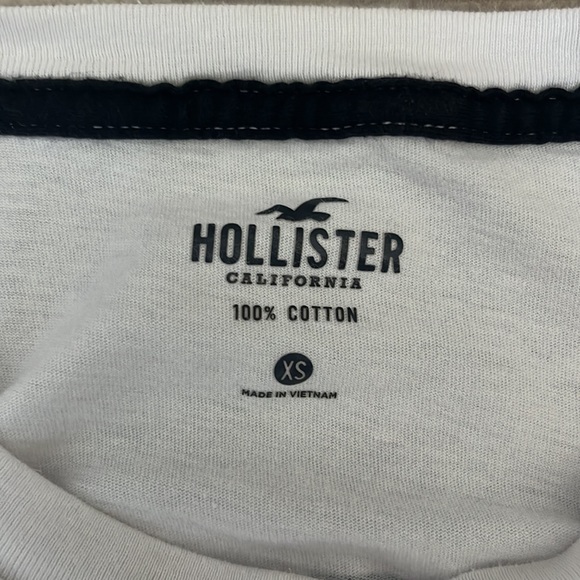 HOLLISTER
CALIFORNIA
100% COTTON
XS
MADE IN VIETNAM